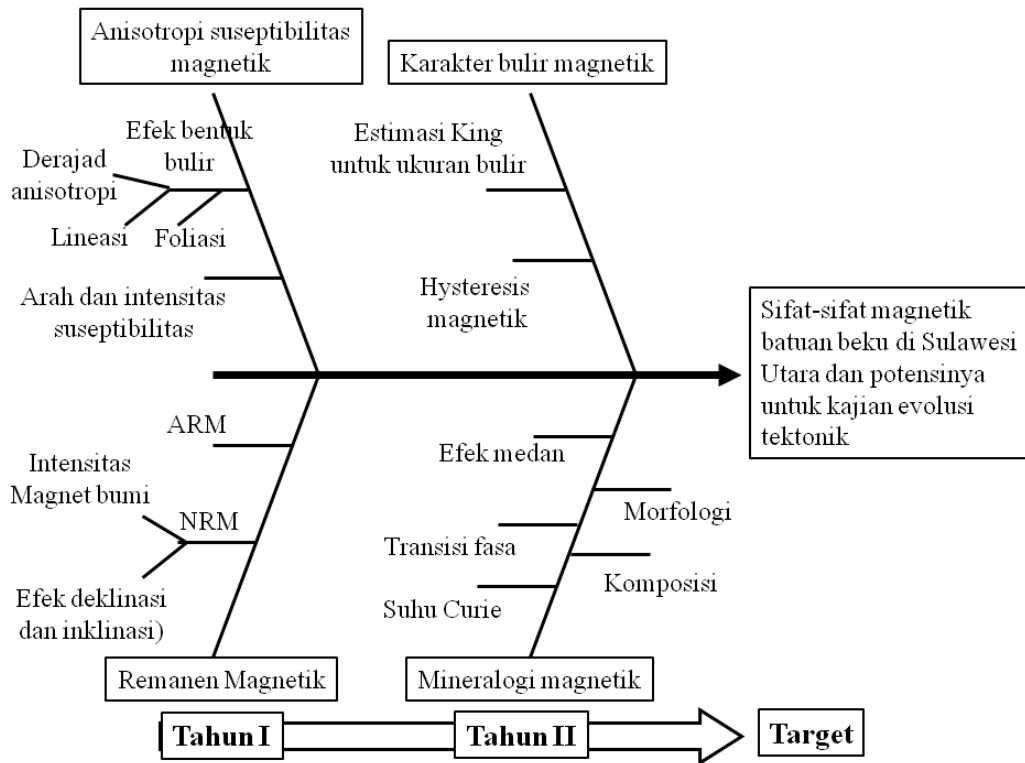 Anisotropi suseptibilitas
magnetik
Karakter bulir magnetik
Efek bentuk
bulir
Derajad
anisotropi
Lineasi
Foliasi
Arah dan intensitas
suseptibilitas
Estimasi King
untuk ukuran bulir
Hysteresis
magnetik
Sifat-sifat magnetik
batuan beku di Sulawesi
Utara dan potensinya
untuk kajian evolusi
tektonik
ARM
Intensitas
Magnet bumi
NRM
Efek deklinasi
dan inklinasi)
Efek medan
Morfologi
Transisi fasa
Komposisi
Suhu Curie
Remanen Magnetik
Mineralogi magnetik
Tahun I
Tahun II
Target